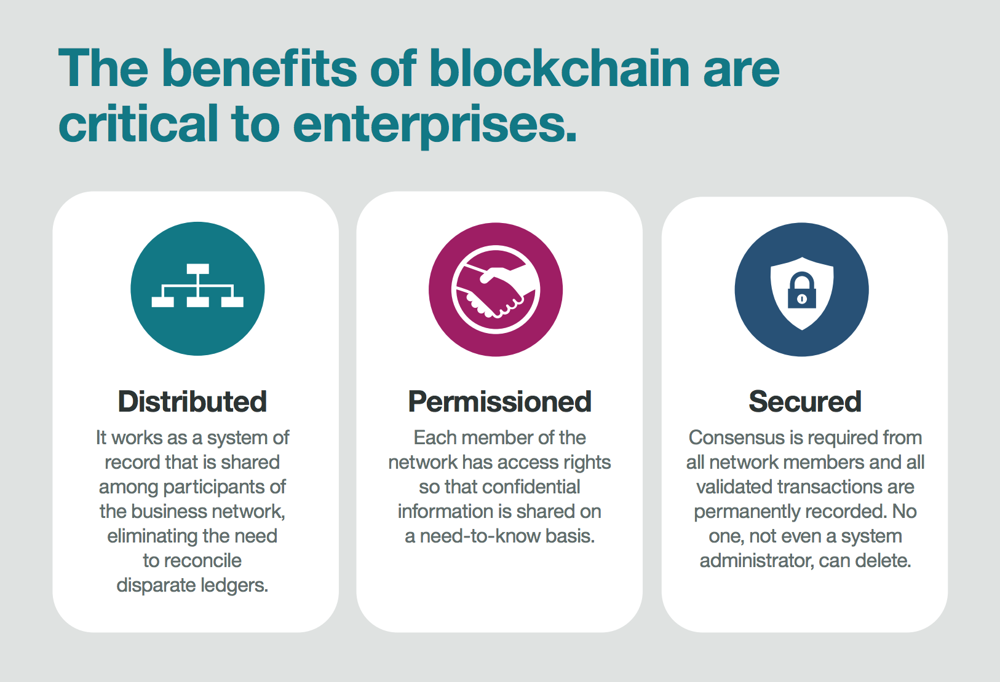 The benefits of blockchain are
critical to enterprises.
Distributed
It works as a system of
record that is shared
among participants of
the business network,
eliminating the need
to reconcile
disparate ledgers.
Permissioned
Each member of the
network has access rights
so that confidential
information is shared on
a need-to-know basis.
Secured
Consensus is required from
all network members and all
validated transactions are
permanently recorded. No
one, not even a system
administrator, can delete.